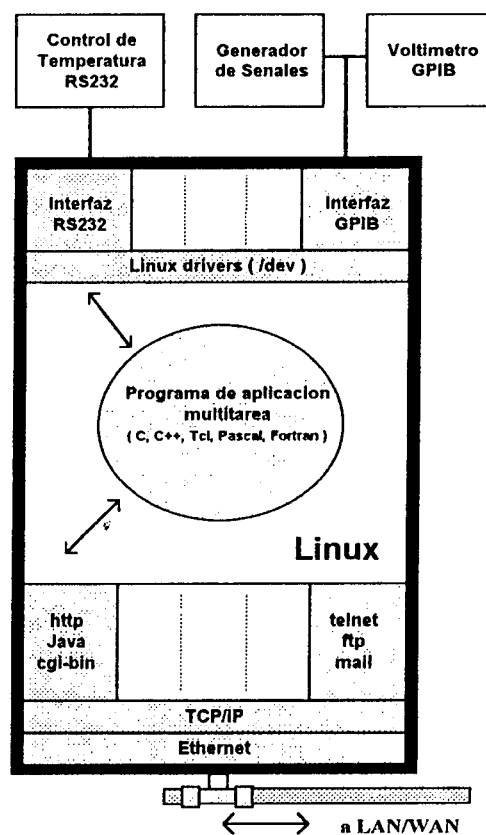 Control de
Temperatura
RS232
Generador
de Senales
Voltimetro
GPIB
Interfaz
RS232
Interfaz
GPIB
Linux drivers ( /dev )
Programa de aplicacion
multitarea
( C, C++, Tcl, Pascal, Fortran )
Linux
http
Java
cgi-bin
telnet
ftp
mail
TCP/IP
Ethernet
a LAN/WAN